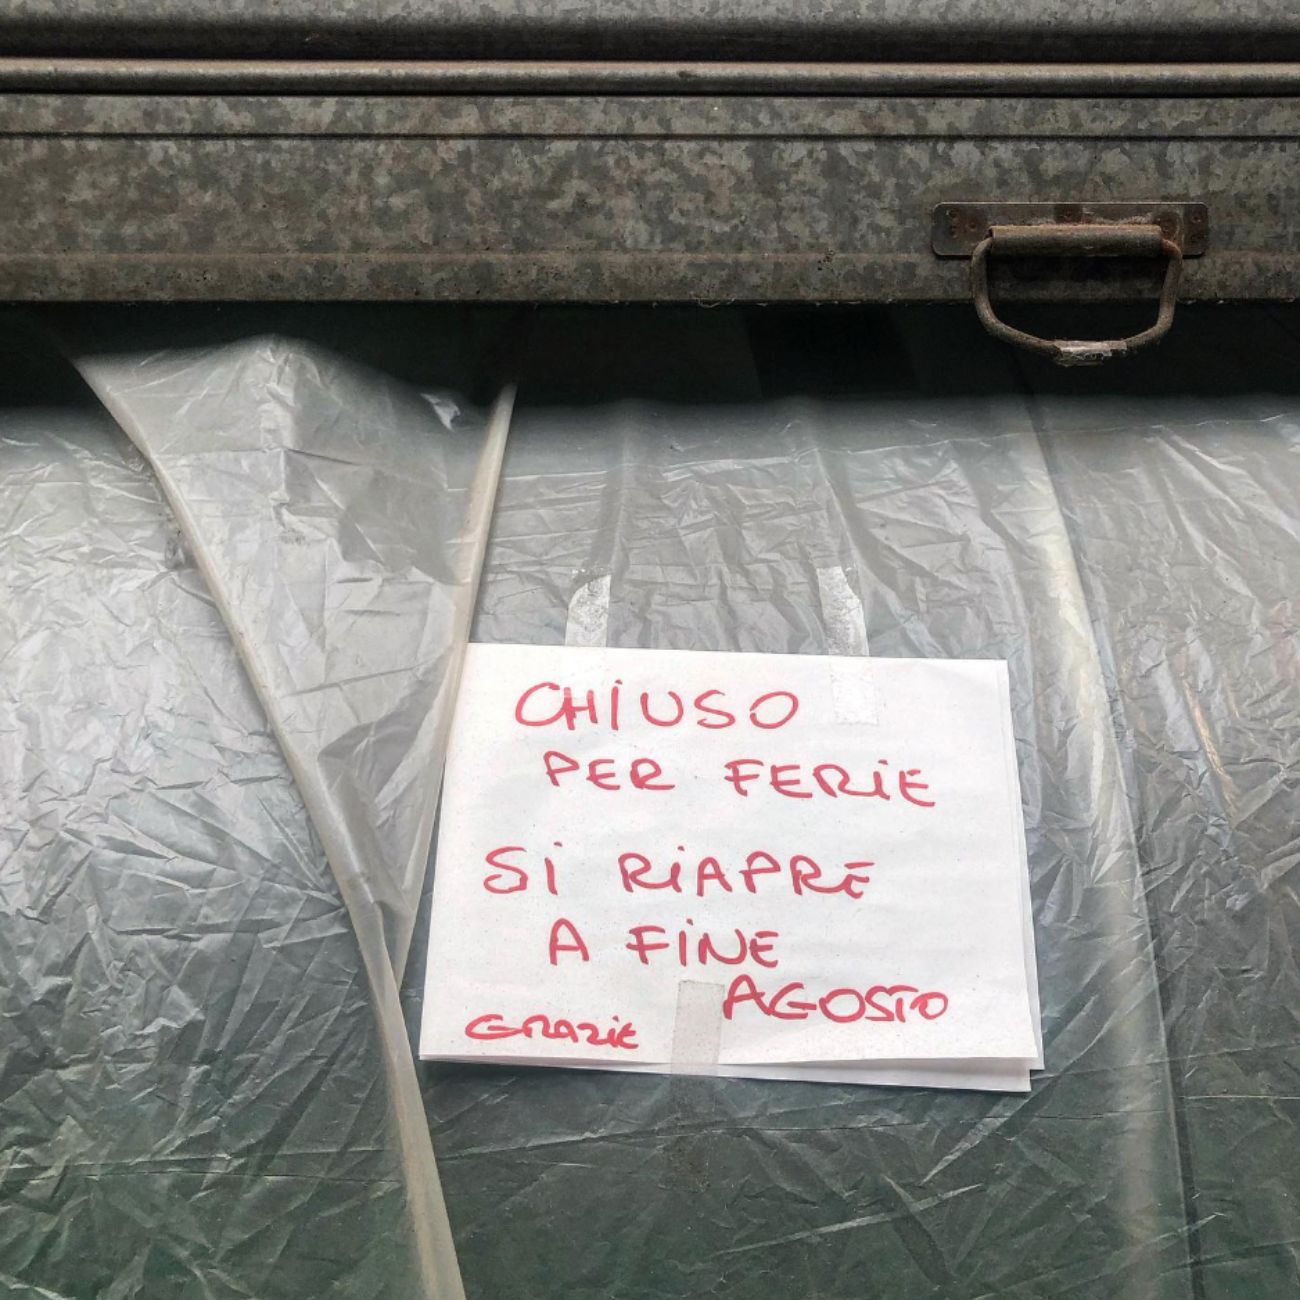 CHIUSO
PER FERIE
SI RIAPRE
A FINE
AGOSTO
GRAZIE